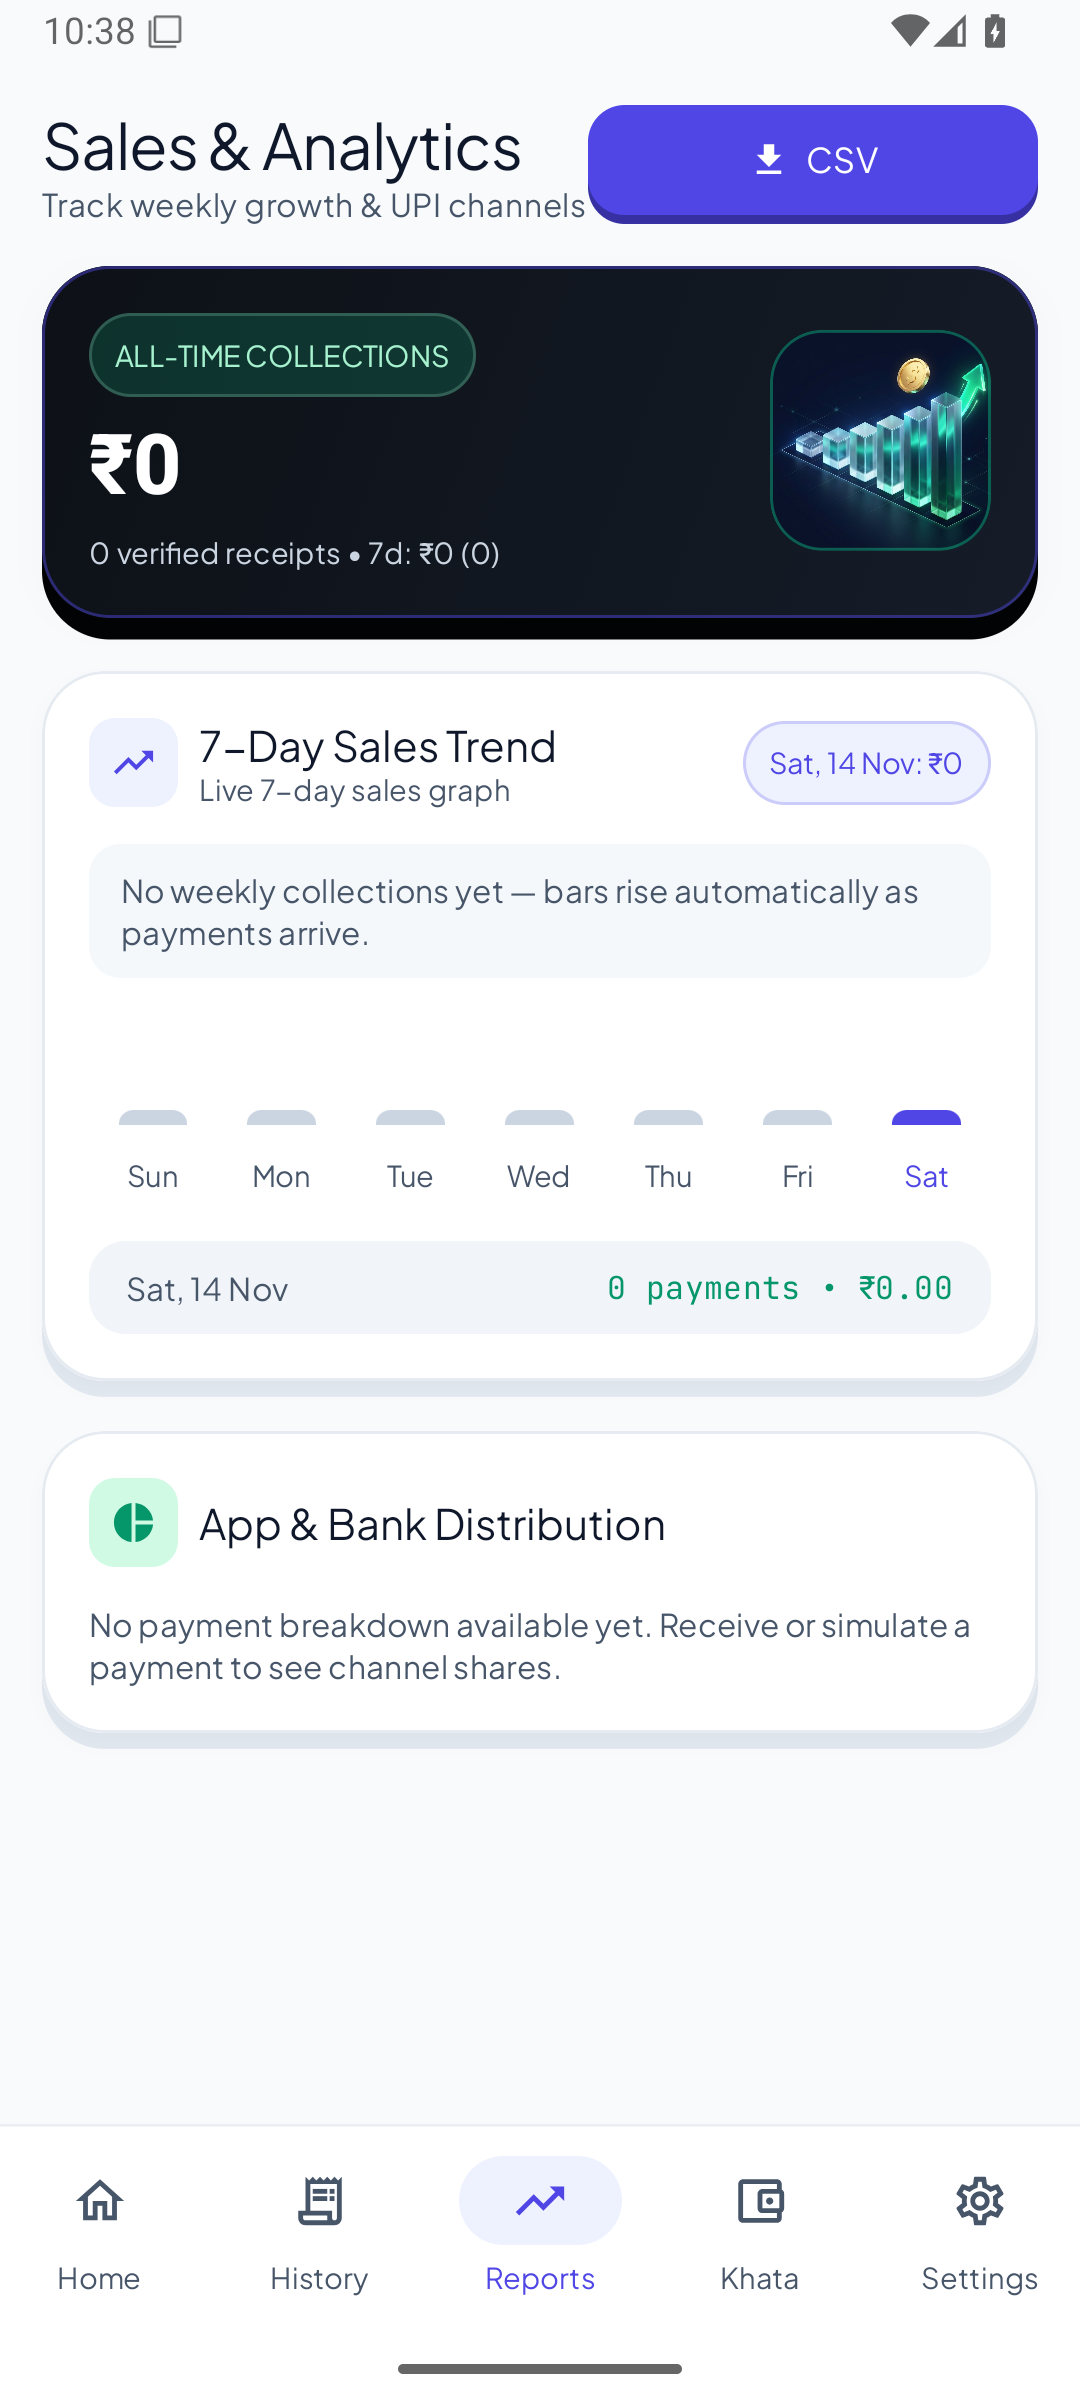 10:38
Sales & Analytics
Track weekly growth & UPI channels
CSV
ALL-TIME COLLECTIONS
₹0
0 verified receipts • 7d: ₹0 (0)
7-Day Sales Trend
Live 7-day sales graph
Sat, 14 Nov: ₹0
No weekly collections yet — bars rise automatically as
payments arrive.
Sun Mon Tue Wed Thu Fri Sat
Sat, 14 Nov 0 payments • ₹0.00
App & Bank Distribution
No payment breakdown available yet. Receive or simulate a
payment to see channel shares.
Home History Reports Khata Settings